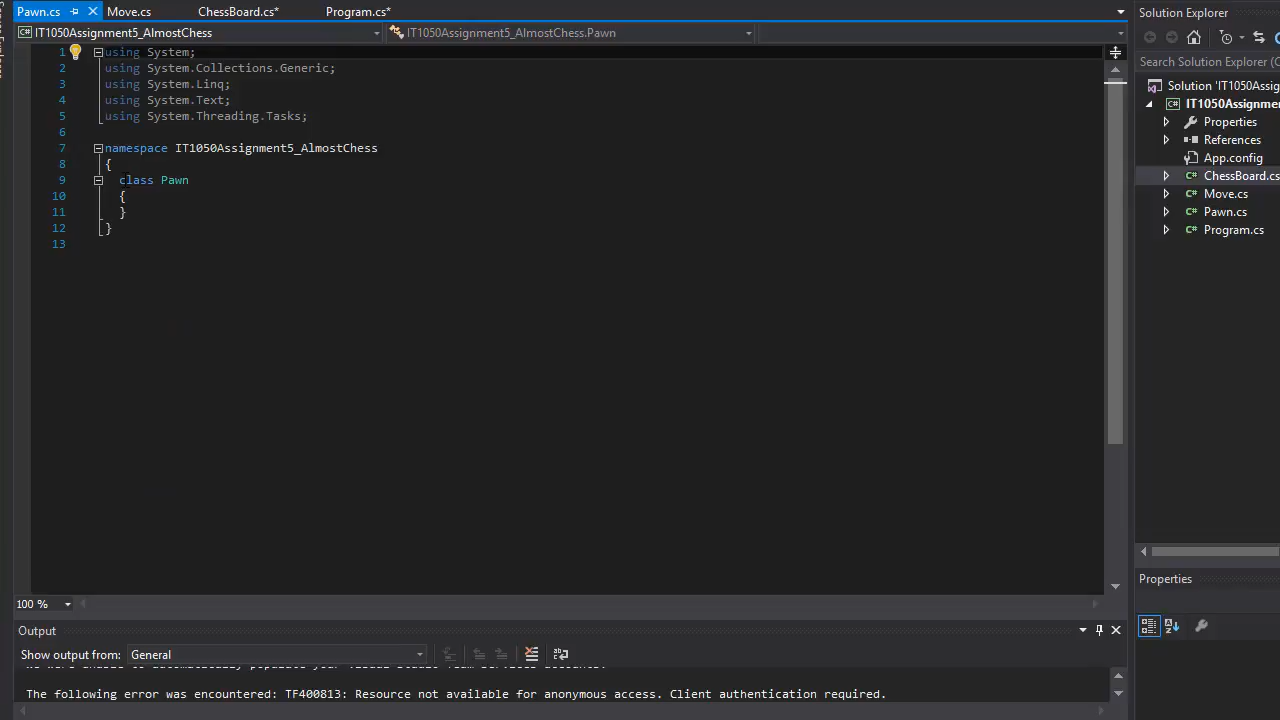 Pawn.cs
Move.cs
ChessBoard.cs*
Program.cs*
IT1050Assignment5_AlmostChess
IT1050Assignment5_AlmostChess.Pawn
1 using System;
2 using System.Collections.Generic;
3 using System.Linq;
4 using System.Text;
5 using System.Threading.Tasks;
6
7 namespace IT1050Assignment5_AlmostChess
8 {
9 class Pawn
10 {
11 }
12 }
13
100 %
Output
Show output from: General
The following error was encountered: TF400813: Resource not available for anonymous access. Client authentication required.
Solution Explorer
Search Solution Explorer (C
Solution 'IT1050Assig
IT1050Assignme
Properties
References
App.config
ChessBoard.cs
Move.cs
Pawn.cs
Program.cs
Properties